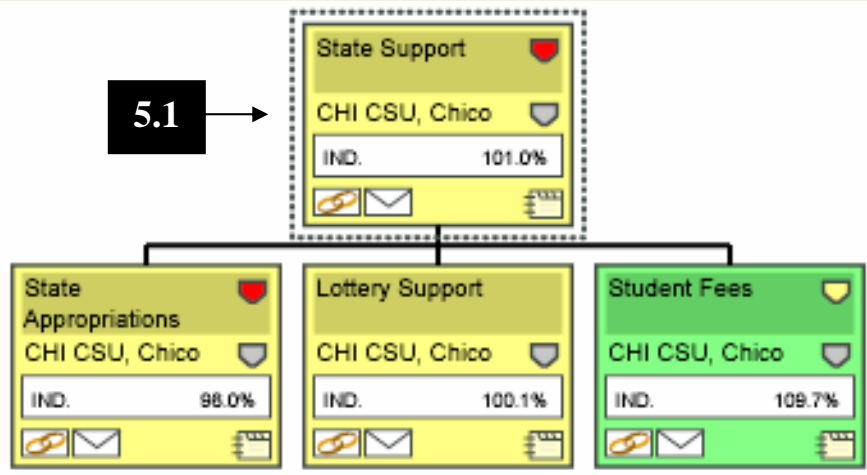 State Support
5.1
CHI CSU, Chico
IND. 101.0%
State
Appropriations
CHI CSU, Chico
IND. 98.0%
Lottery Support
CHI CSU, Chico
IND. 100.1%
Student Fees
CHI CSU, Chico
IND. 109.7%